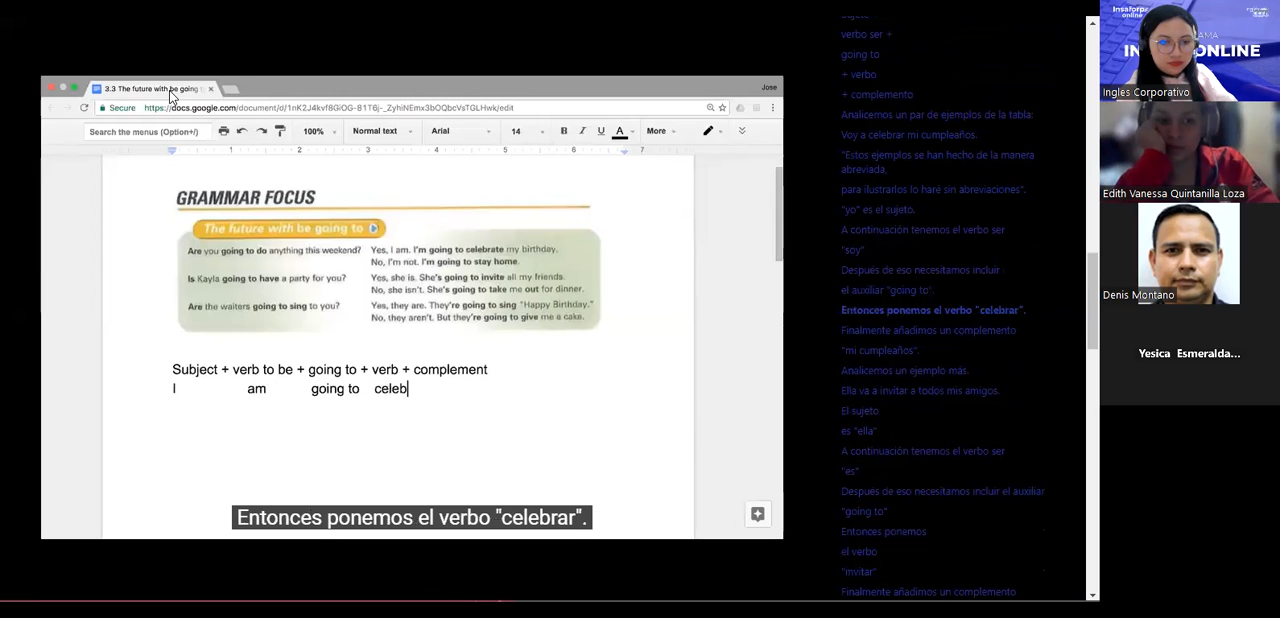 3.3 The future with be going
Jose
Secure
https://docs.google.com/document/d/1nK2J4kvf8GiOG-81T6j-_ZyhiNEmx3bOQbcVsTGLHwk/edit
Search the menus (Option+/)
100%
Normal text
Arial
14
B I U A
More
1 2 3 4 5 6 7
GRAMMAR FOCUS
The future with be going to
Are you going to do anything this weekend? Yes, I am. I'm going to celebrate my birthday.
No, I'm not. I'm going to stay home.
Is Kayla going to have a party for you? Yes, she is. She's going to invite all my friends.
No, she isn't. She's going to take me out for dinner.
Are the waiters going to sing to you? Yes, they are. They're going to sing "Happy Birthday."
No, they aren't. But they're going to give me a cake.
Subject + verb to be + going to + verb + complement
I am going to celeb
Entonces ponemos el verbo "celebrar".
Sujeto
verbo ser +
going to
+ verbo
+ complemento
Analicemos un par de ejemplos de la tabla:
Voy a celebrar mi cumpleaños.
"Estos ejemplos se han hecho de la manera
abreviada,
para ilustrarlos lo haré sin abreviaciones".
"yo" es el sujeto.
A continuación tenemos el verbo ser
"soy"
Después de eso necesitamos incluir
el auxiliar "going to".
Entonces ponemos el verbo "celebrar".
Finalmente añadimos un complemento
"mi cumpleaños".
Analicemos un ejemplo más.
Ella va a invitar a todos mis amigos.
El sujeto
es "ella"
A continuación tenemos el verbo ser
"es"
Después de eso necesitamos incluir el auxiliar
"going to"
Entonces ponemos
el verbo
"invitar"
Finalmente añadimos un complemento
Insaforp
online
Ingles Corporativo
Edith Vanessa Quintanilla Loza
Denis Montano
Yesica Esmeralda...